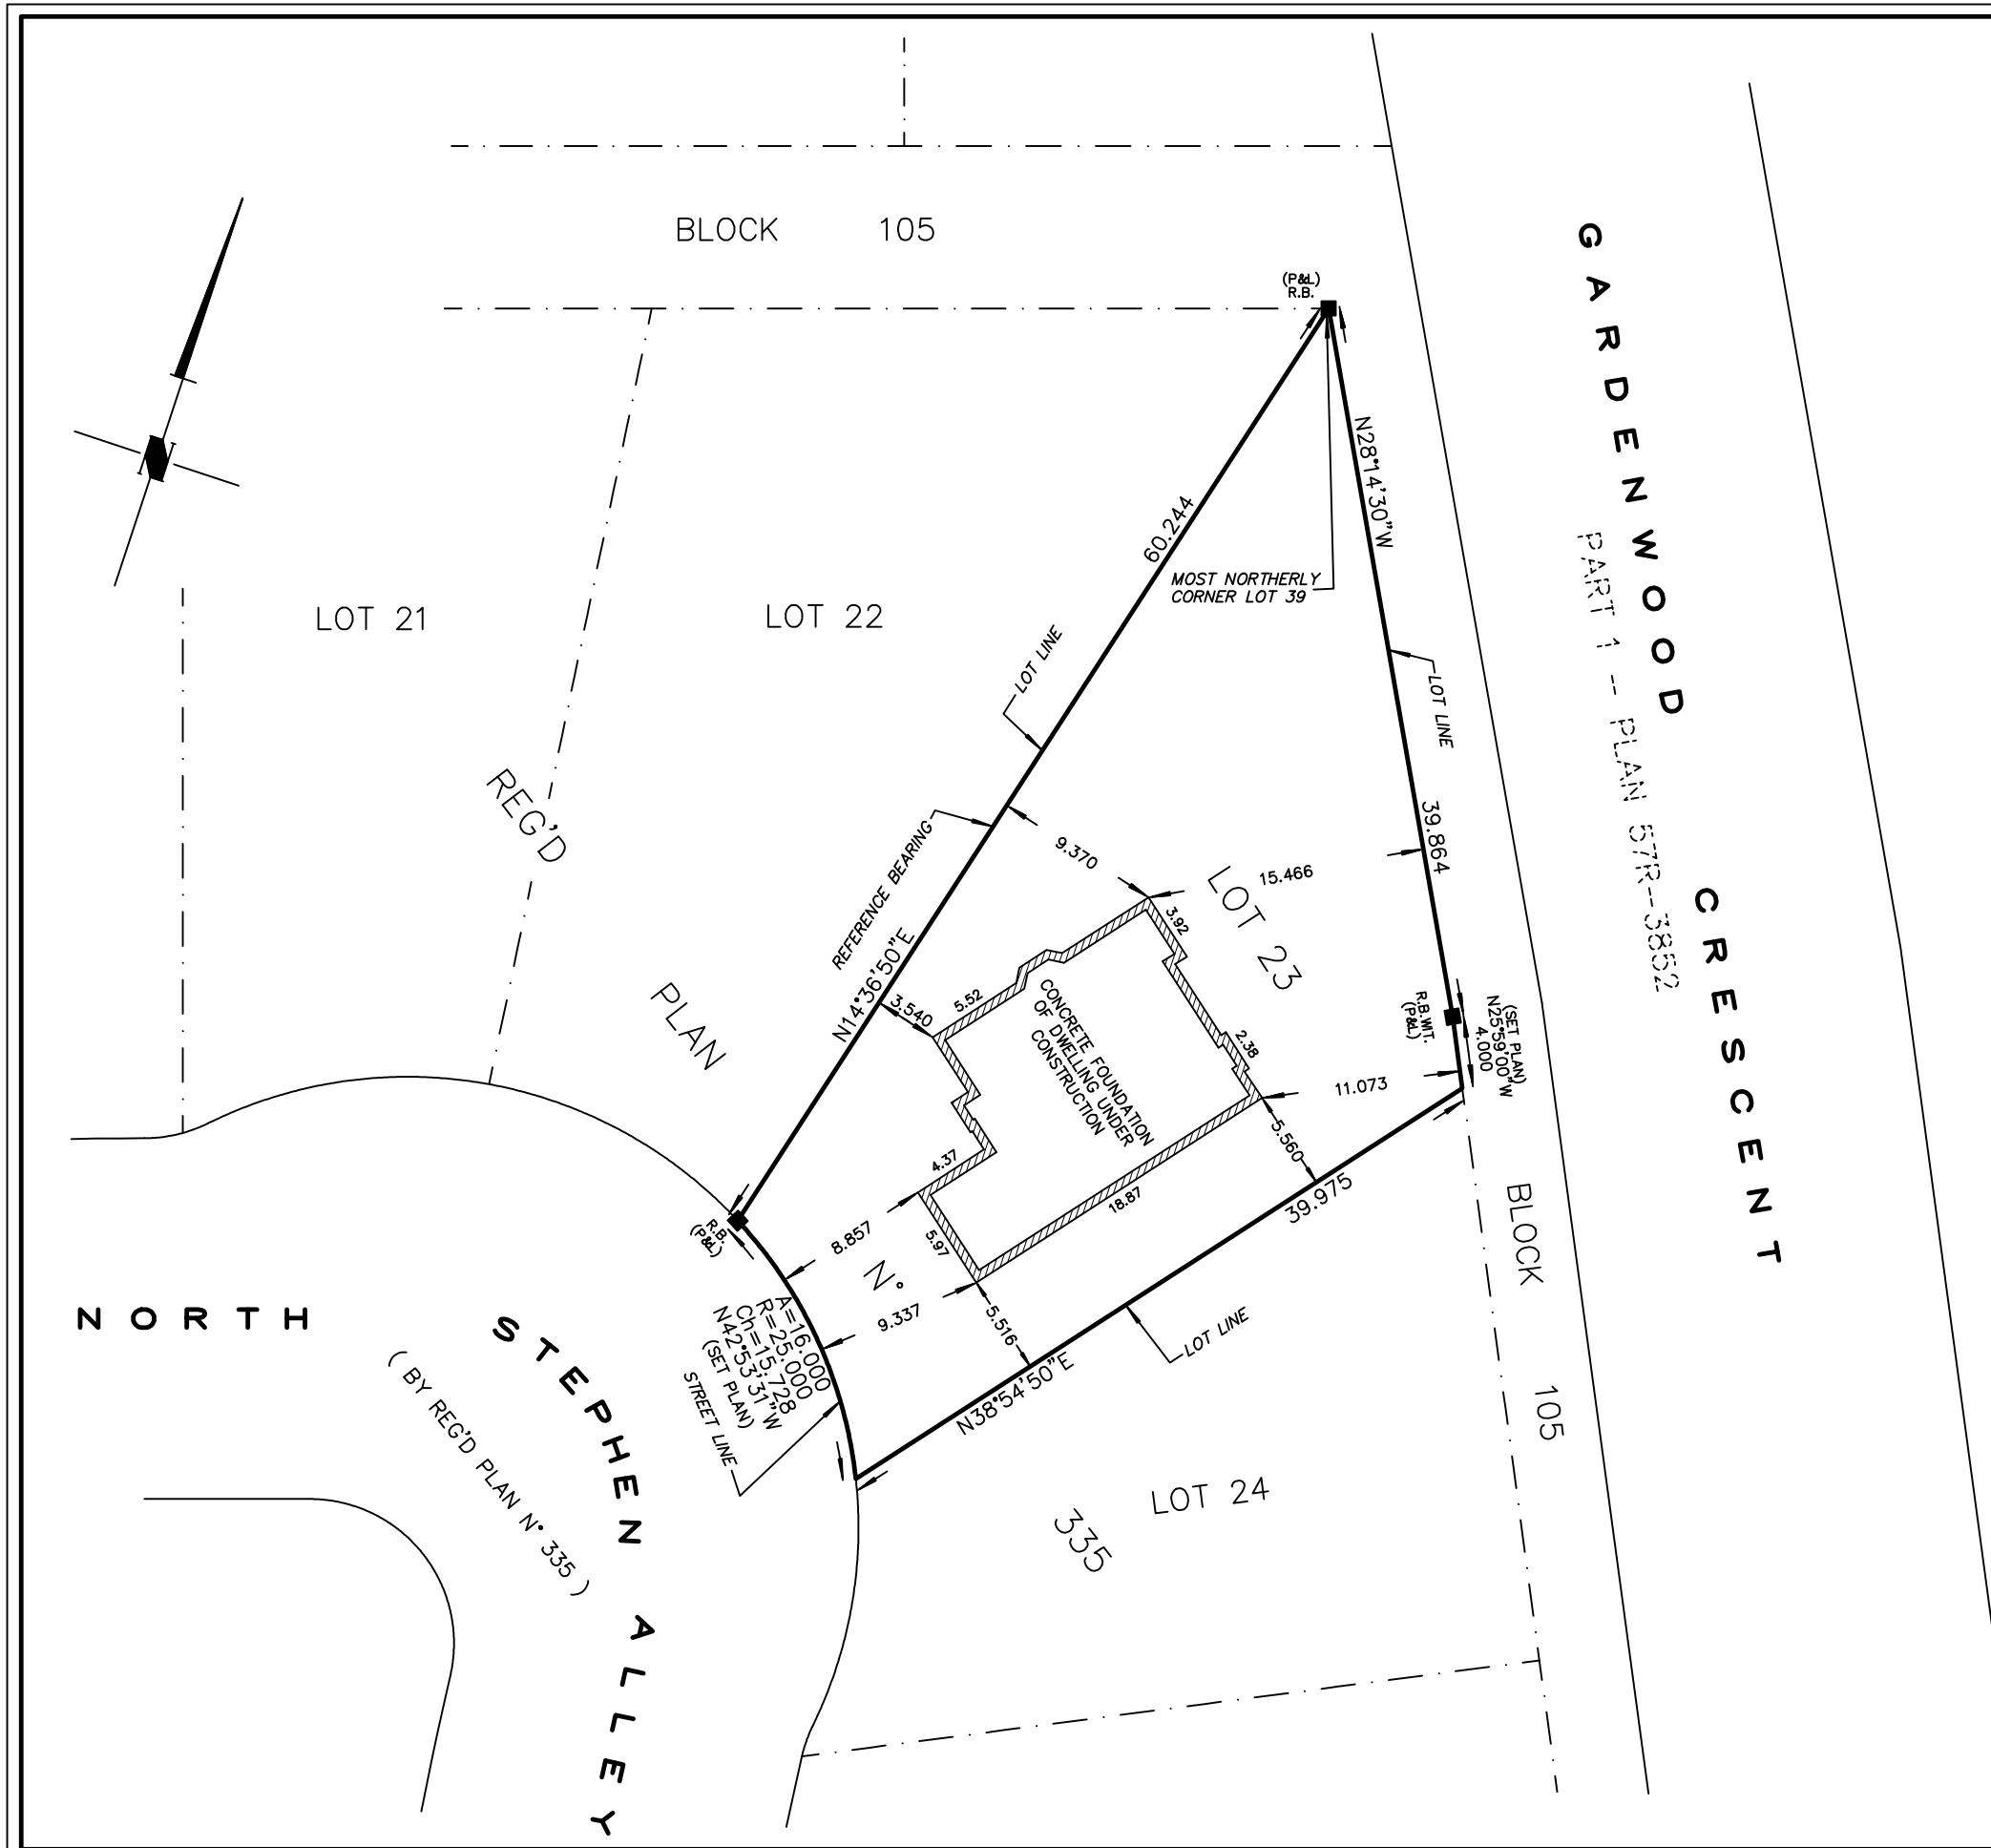 BLOCK 105
(P&L)
R.B.
GARDENWOOD CRESCENT
PART 1 - PLAN 57R-3852
N28°14'30"W
60.244
MOST NORTHERLY
CORNER LOT 39
LOT 21
LOT 22
LOT LINE
LOT LINE
REG'D
PLAN
N°
335
REFERENCE BEARING
N14°36'50"E
9.370
39.864
15.466
LOT 23
3.92
3.540
5.52
CONCRETE FOUNDATION
OF DWELLING UNDER
CONSTRUCTION
2.38
R.B.WIT.
(P&L)
(SET PLAN)
N25°59'00"W
4.000
11.073
5.560
4.37
18.87
39.975
R.B.
(P&L)
8.857
5.97
9.337
5.516
BLOCK 105
A=16.000
R=25.000
Ch=15.728
N42°53'31"W
(SET PLAN)
STREET LINE
LOT LINE
N38°54'50"E
NORTH
STEPHEN ALLEY
( BY REG'D PLAN N° 335 )
LOT 24